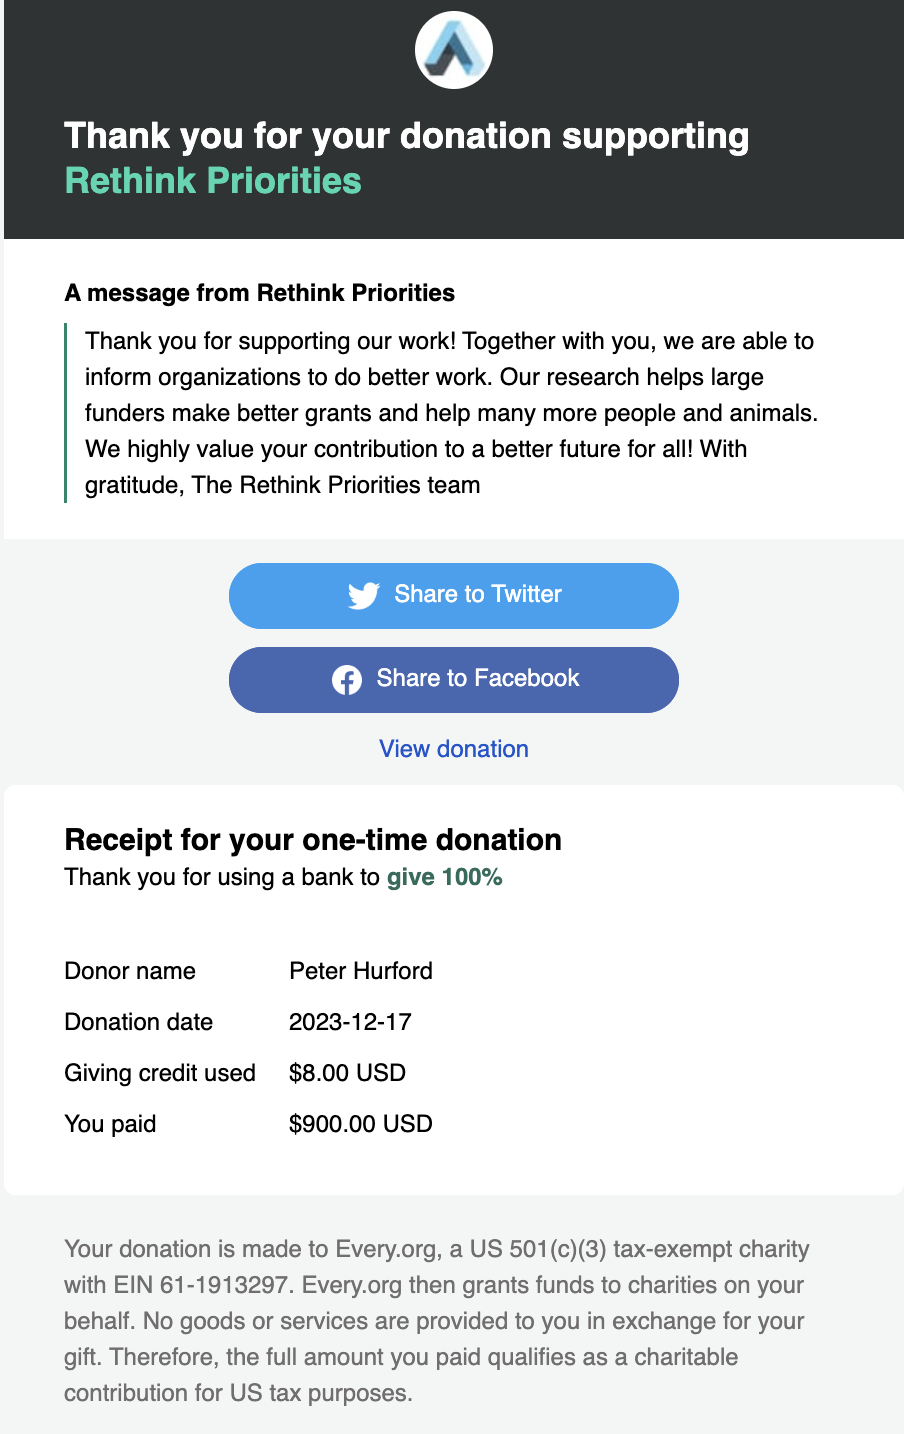 Thank you for your donation supporting
Rethink Priorities
A message from Rethink Priorities
Thank you for supporting our work! Together with you, we are able to
inform organizations to do better work. Our research helps large
funders make better grants and help many more people and animals.
We highly value your contribution to a better future for all! With
gratitude, The Rethink Priorities team
Share to Twitter
Share to Facebook
View donation
Receipt for your one-time donation
Thank you for using a bank to give 100%
Donor name Peter Hurford
Donation date 2023-12-17
Giving credit used $8.00 USD
You paid $900.00 USD
Your donation is made to Every.org, a US 501(c)(3) tax-exempt charity
with EIN 61-1913297. Every.org then grants funds to charities on your
behalf. No goods or services are provided to you in exchange for your
gift. Therefore, the full amount you paid qualifies as a charitable
contribution for US tax purposes.